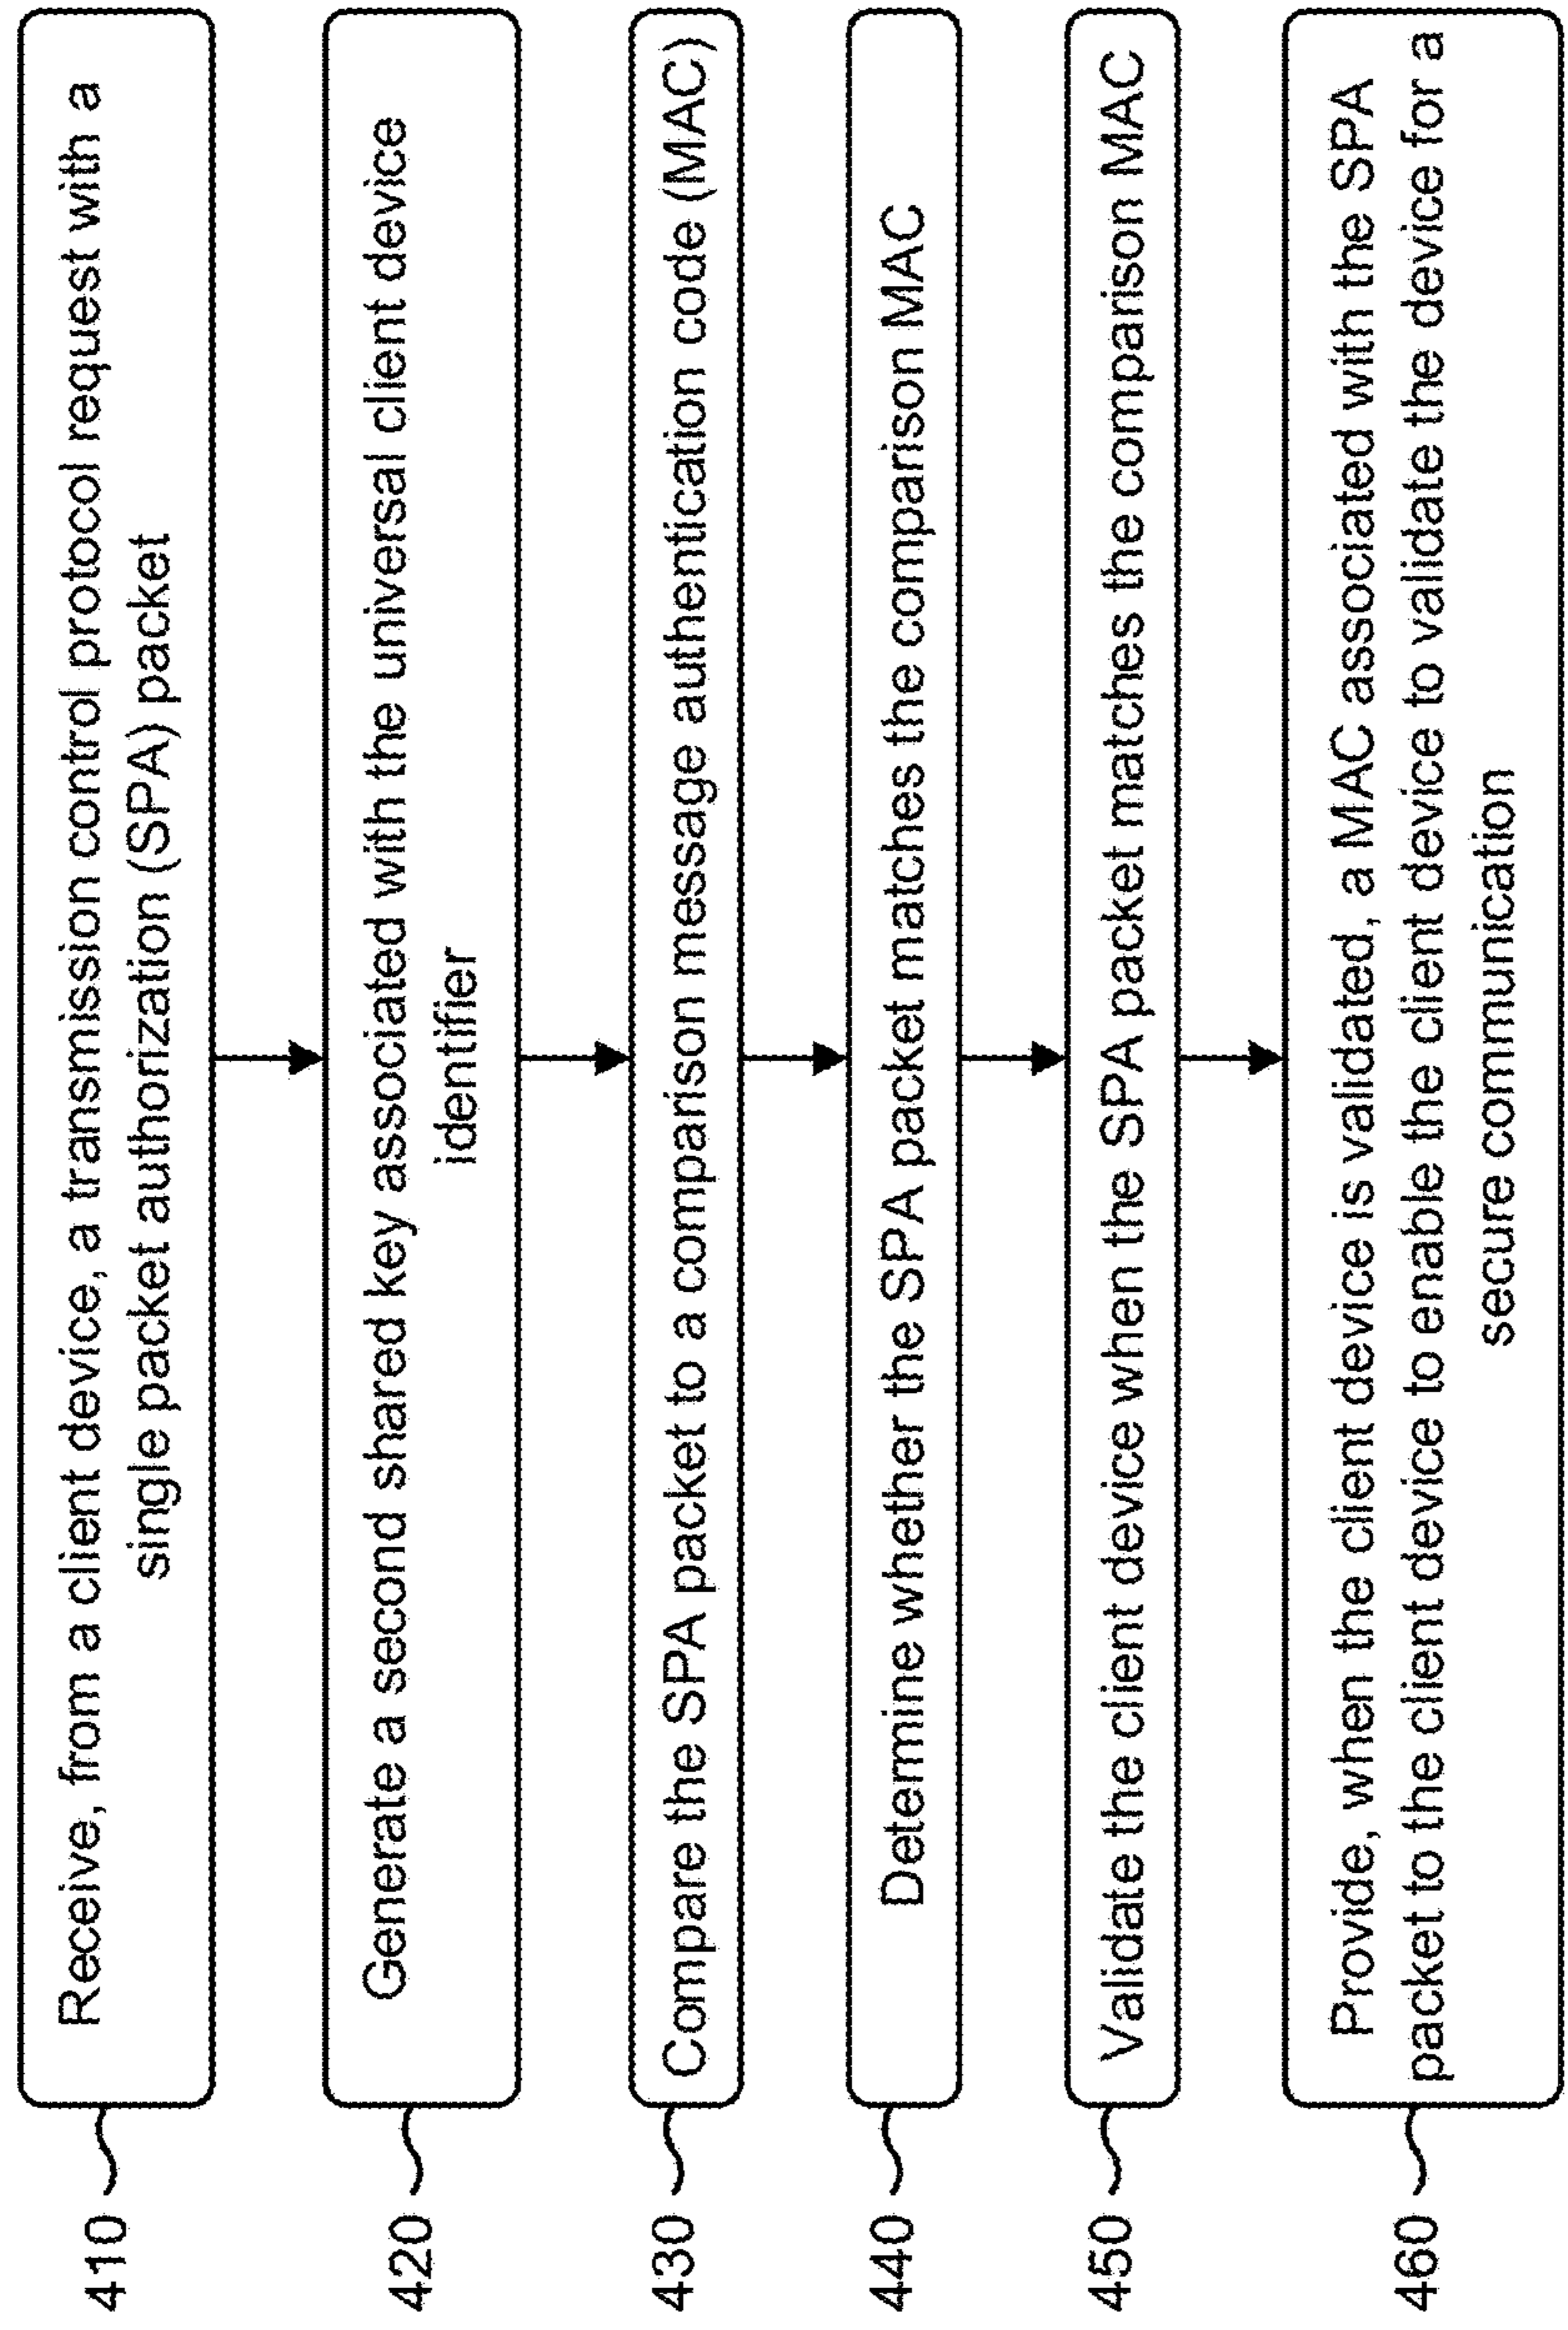 410
Receive, from a client device, a transmission control protocol request with a
single packet authorization (SPA) packet
420
Generate a second shared key associated with the universal client device
identifier
430
Compare the SPA packet to a comparison message authentication code (MAC)
440
Determine whether the SPA packet matches the comparison MAC
450
Validate the client device when the SPA packet matches the comparison MAC
460
Provide, when the client device is validated, a MAC associated with the SPA
packet to the client device to enable the client device to validate the device for a
secure communication